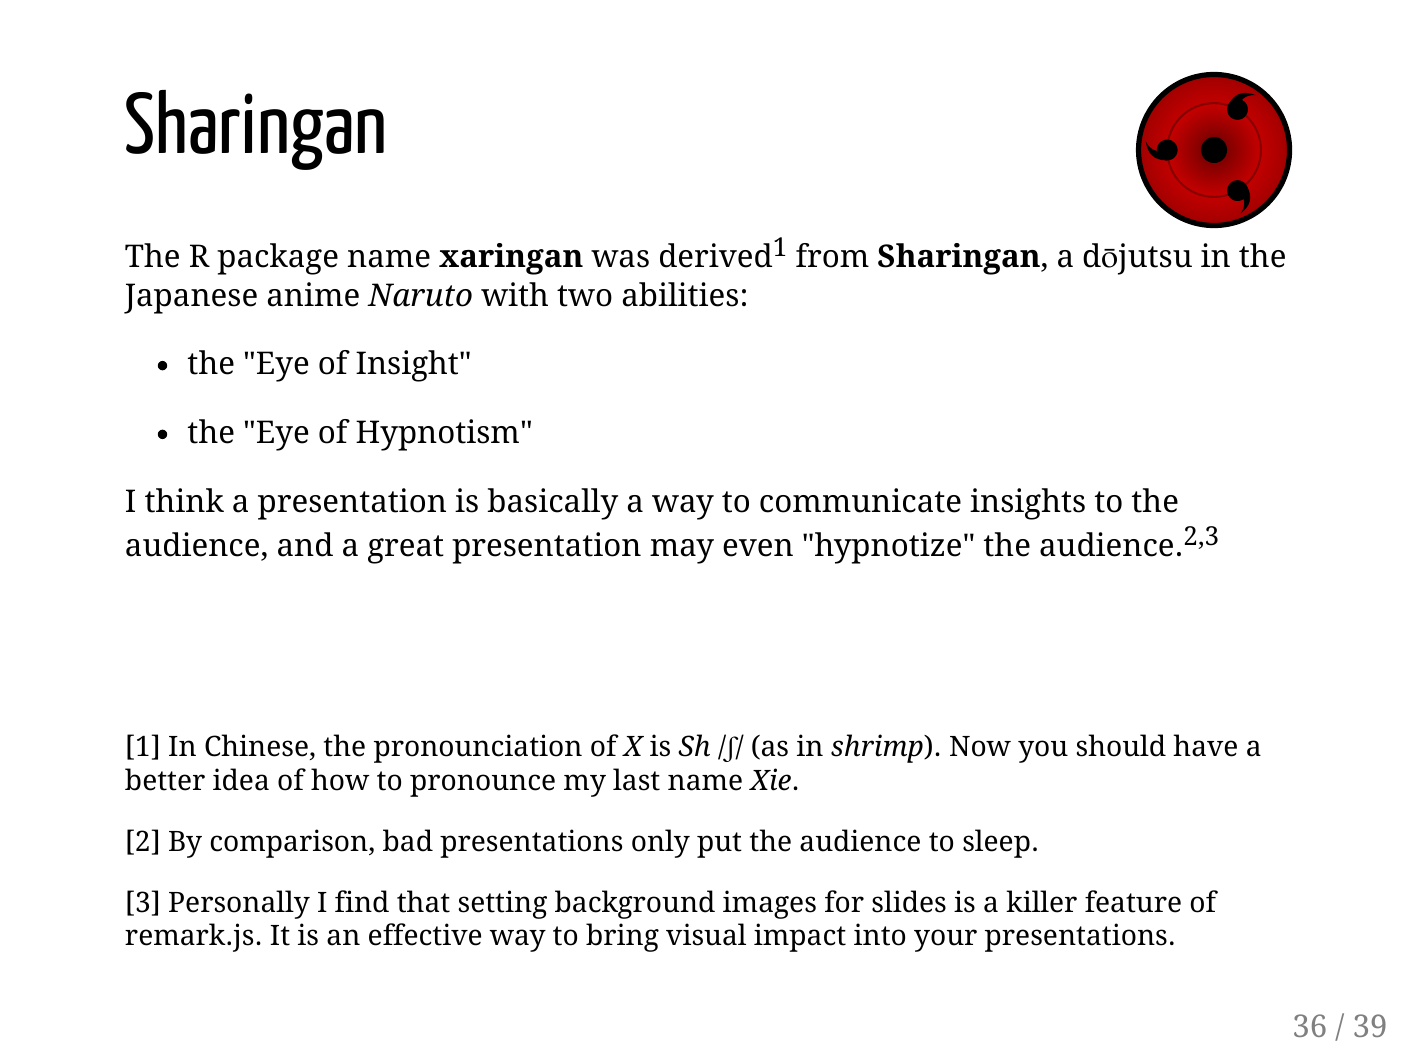 Sharingan
The R package name xaringan was derived1 from Sharingan, a dōjutsu in the
Japanese anime Naruto with two abilities:
• the "Eye of Insight"
• the "Eye of Hypnotism"
I think a presentation is basically a way to communicate insights to the
audience, and a great presentation may even "hypnotize" the audience.2,3
[1] In Chinese, the pronounciation of X is Sh /ʃ/ (as in shrimp). Now you should have a
better idea of how to pronounce my last name Xie.
[2] By comparison, bad presentations only put the audience to sleep.
[3] Personally I find that setting background images for slides is a killer feature of
remark.js. It is an effective way to bring visual impact into your presentations.
36 / 39